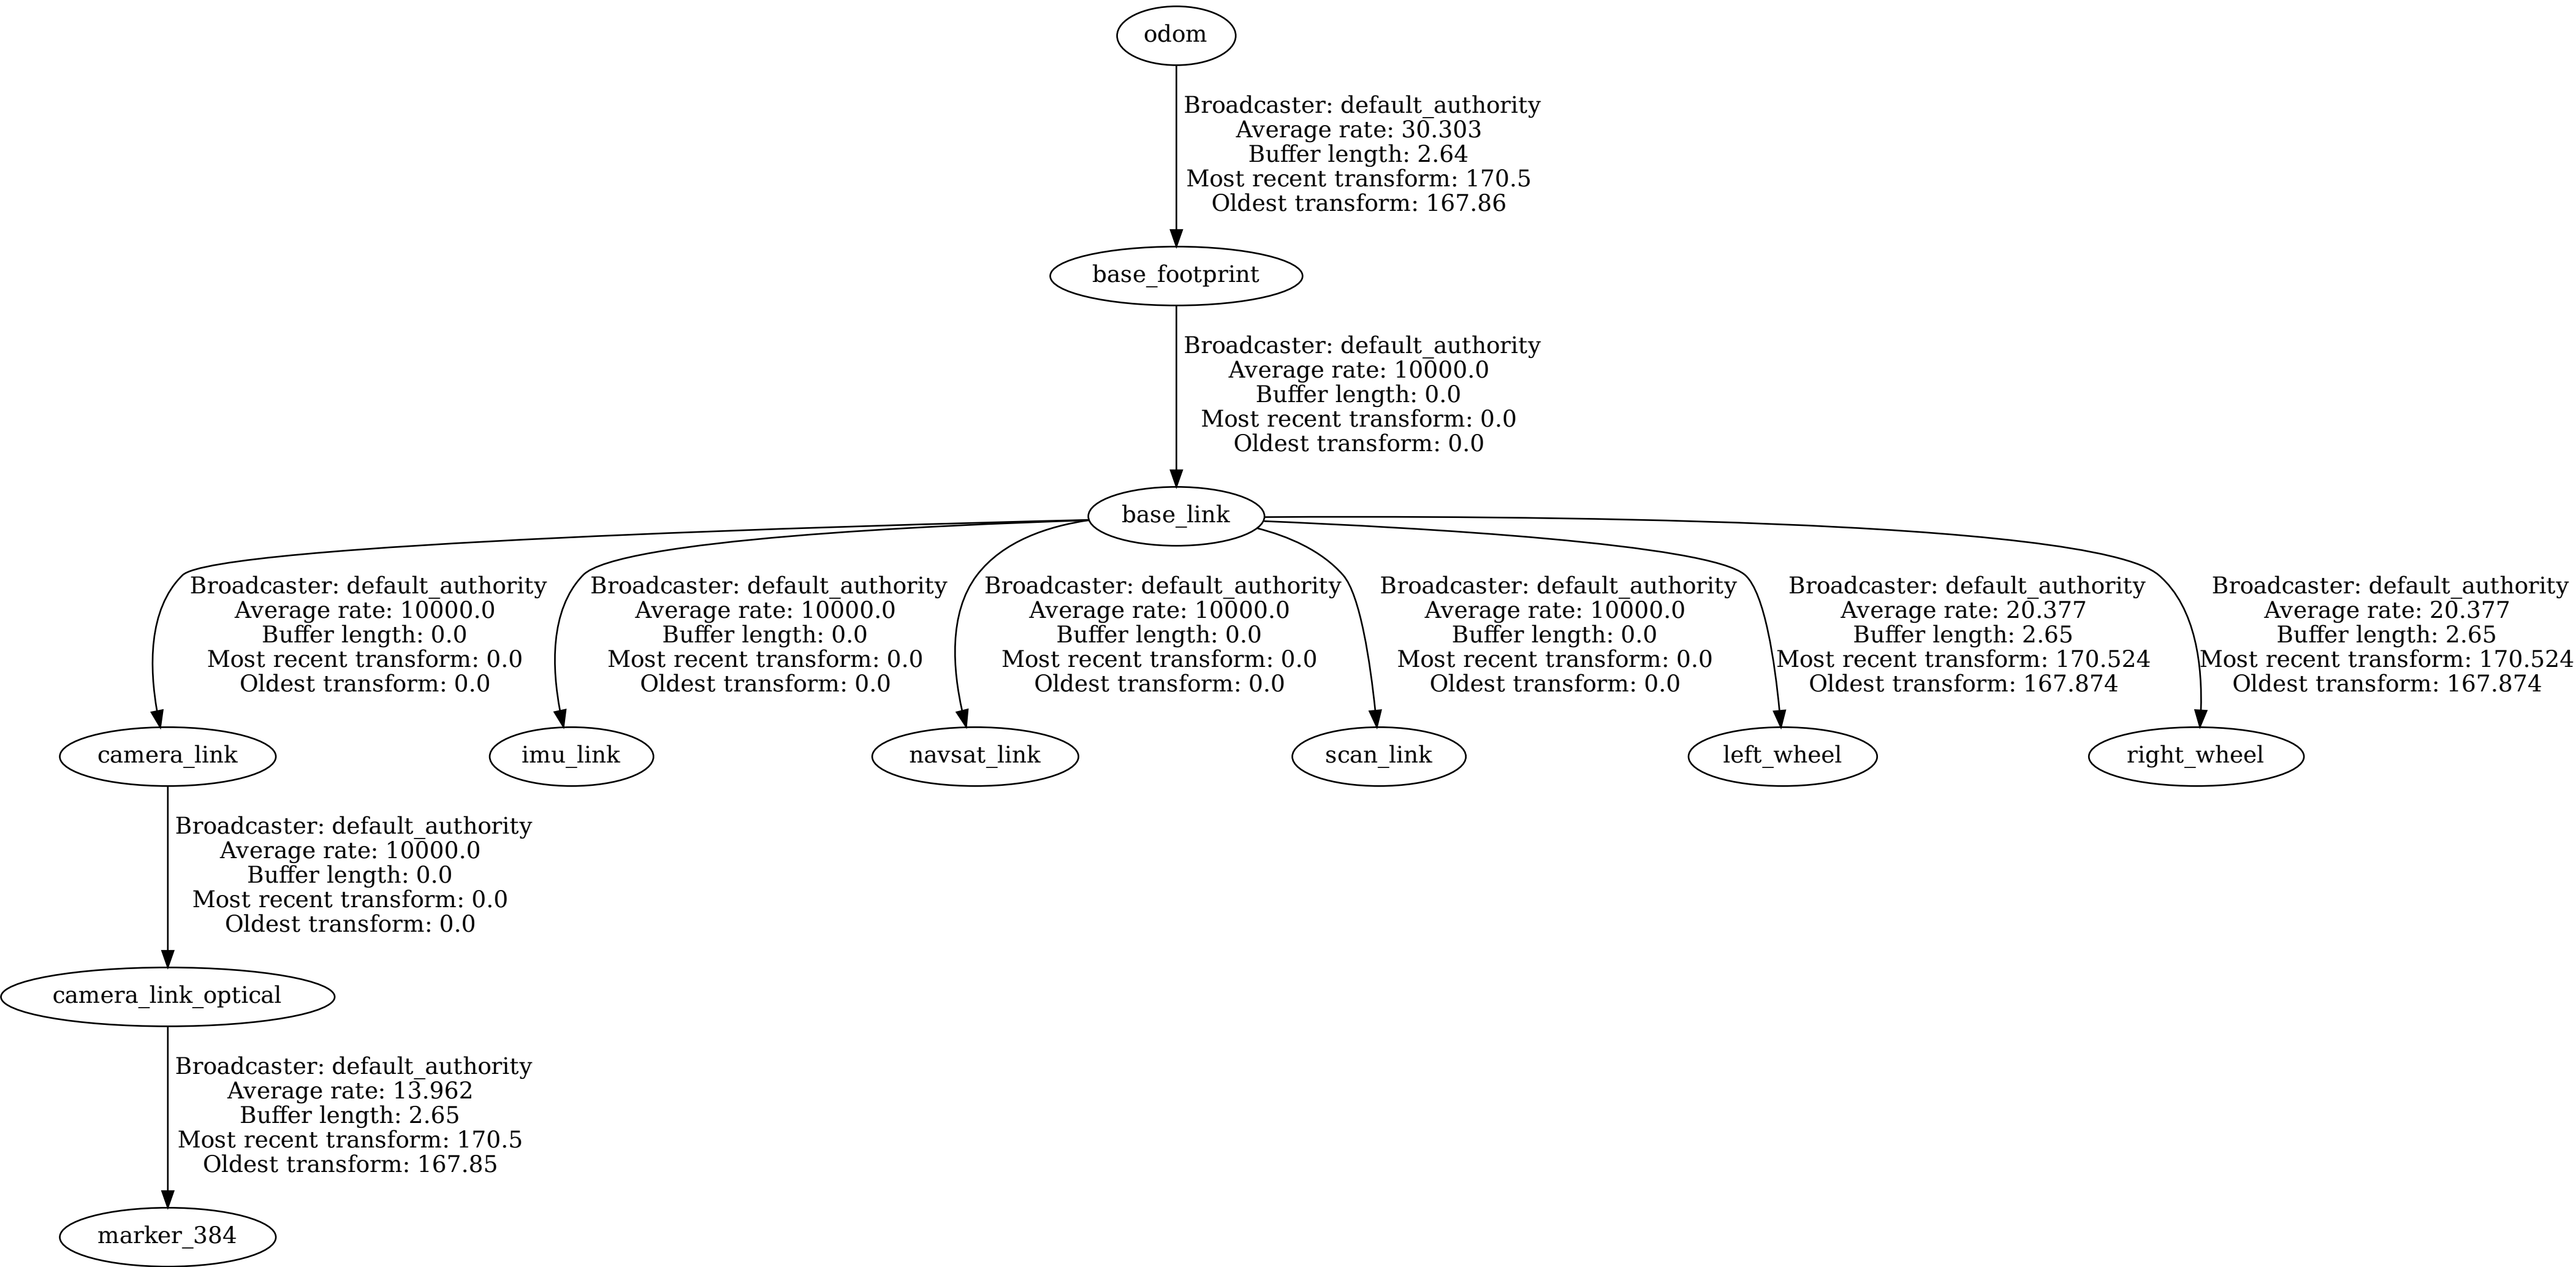 odom
Broadcaster: default_authority
Average rate: 30.303
Buffer length: 2.64
Most recent transform: 170.5
Oldest transform: 167.86
base_footprint
Broadcaster: default_authority
Average rate: 10000.0
Buffer length: 0.0
Most recent transform: 0.0
Oldest transform: 0.0
base_link
Broadcaster: default_authority
Average rate: 10000.0
Buffer length: 0.0
Most recent transform: 0.0
Oldest transform: 0.0
Broadcaster: default_authority
Average rate: 10000.0
Buffer length: 0.0
Most recent transform: 0.0
Oldest transform: 0.0
Broadcaster: default_authority
Average rate: 10000.0
Buffer length: 0.0
Most recent transform: 0.0
Oldest transform: 0.0
Broadcaster: default_authority
Average rate: 10000.0
Buffer length: 0.0
Most recent transform: 0.0
Oldest transform: 0.0
Broadcaster: default_authority
Average rate: 20.377
Buffer length: 2.65
Most recent transform: 170.524
Oldest transform: 167.874
Broadcaster: default_authority
Average rate: 20.377
Buffer length: 2.65
Most recent transform: 170.524
Oldest transform: 167.874
camera_link
imu_link
navsat_link
scan_link
left_wheel
right_wheel
Broadcaster: default_authority
Average rate: 10000.0
Buffer length: 0.0
Most recent transform: 0.0
Oldest transform: 0.0
camera_link_optical
Broadcaster: default_authority
Average rate: 13.962
Buffer length: 2.65
Most recent transform: 170.5
Oldest transform: 167.85
marker_384